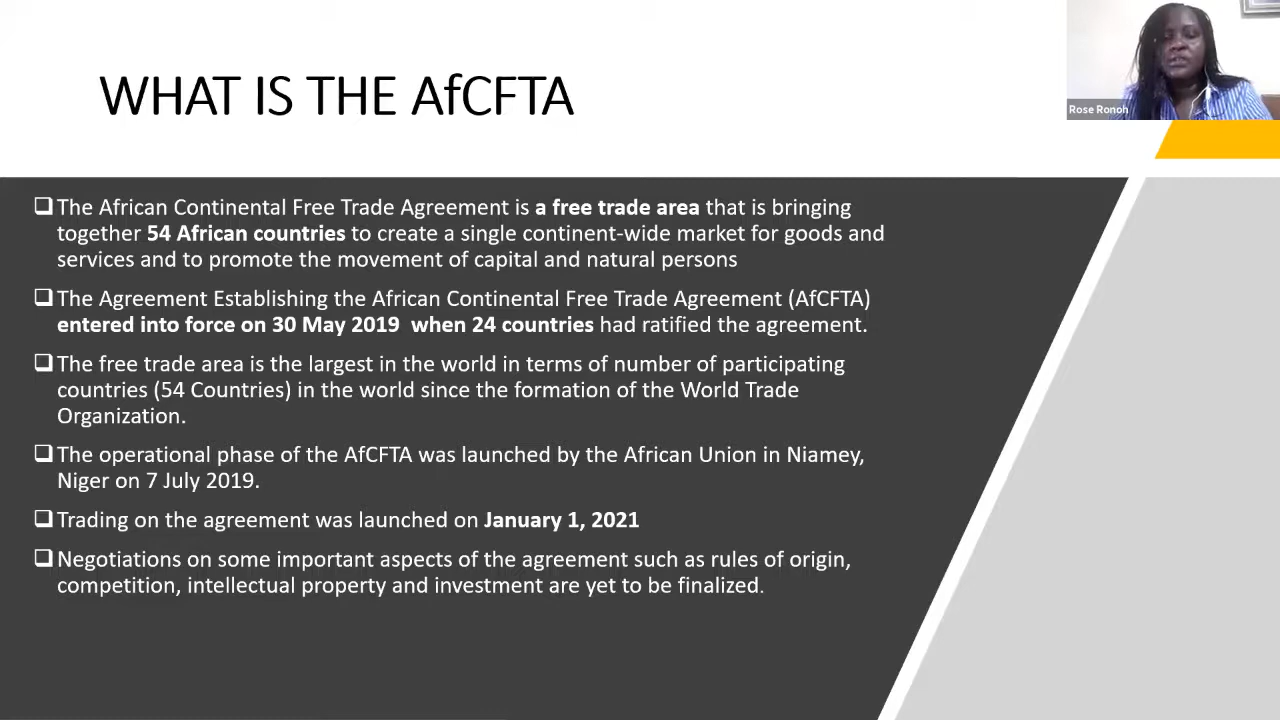 WHAT IS THE AfCFTA
Rose Ronoh
The African Continental Free Trade Agreement is a free trade area that is bringing
together 54 African countries to create a single continent-wide market for goods and
services and to promote the movement of capital and natural persons
The Agreement Establishing the African Continental Free Trade Agreement (AfCFTA)
entered into force on 30 May 2019 when 24 countries had ratified the agreement.
The free trade area is the largest in the world in terms of number of participating
countries (54 Countries) in the world since the formation of the World Trade
Organization.
The operational phase of the AfCFTA was launched by the African Union in Niamey,
Niger on 7 July 2019.
Trading on the agreement was launched on January 1, 2021
Negotiations on some important aspects of the agreement such as rules of origin,
competition, intellectual property and investment are yet to be finalized.